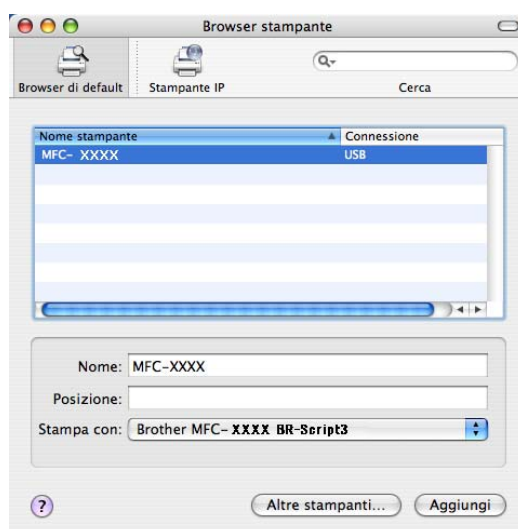 Browser stampante
Browser di default
Stampante IP
Cerca
Nome stampante
Connessione
MFC- XXXX
USB
Nome: MFC-XXXX
Posizione:
Stampa con: Brother MFC- XXXX BR-Script3
?
Altre stampanti...
Aggiungi